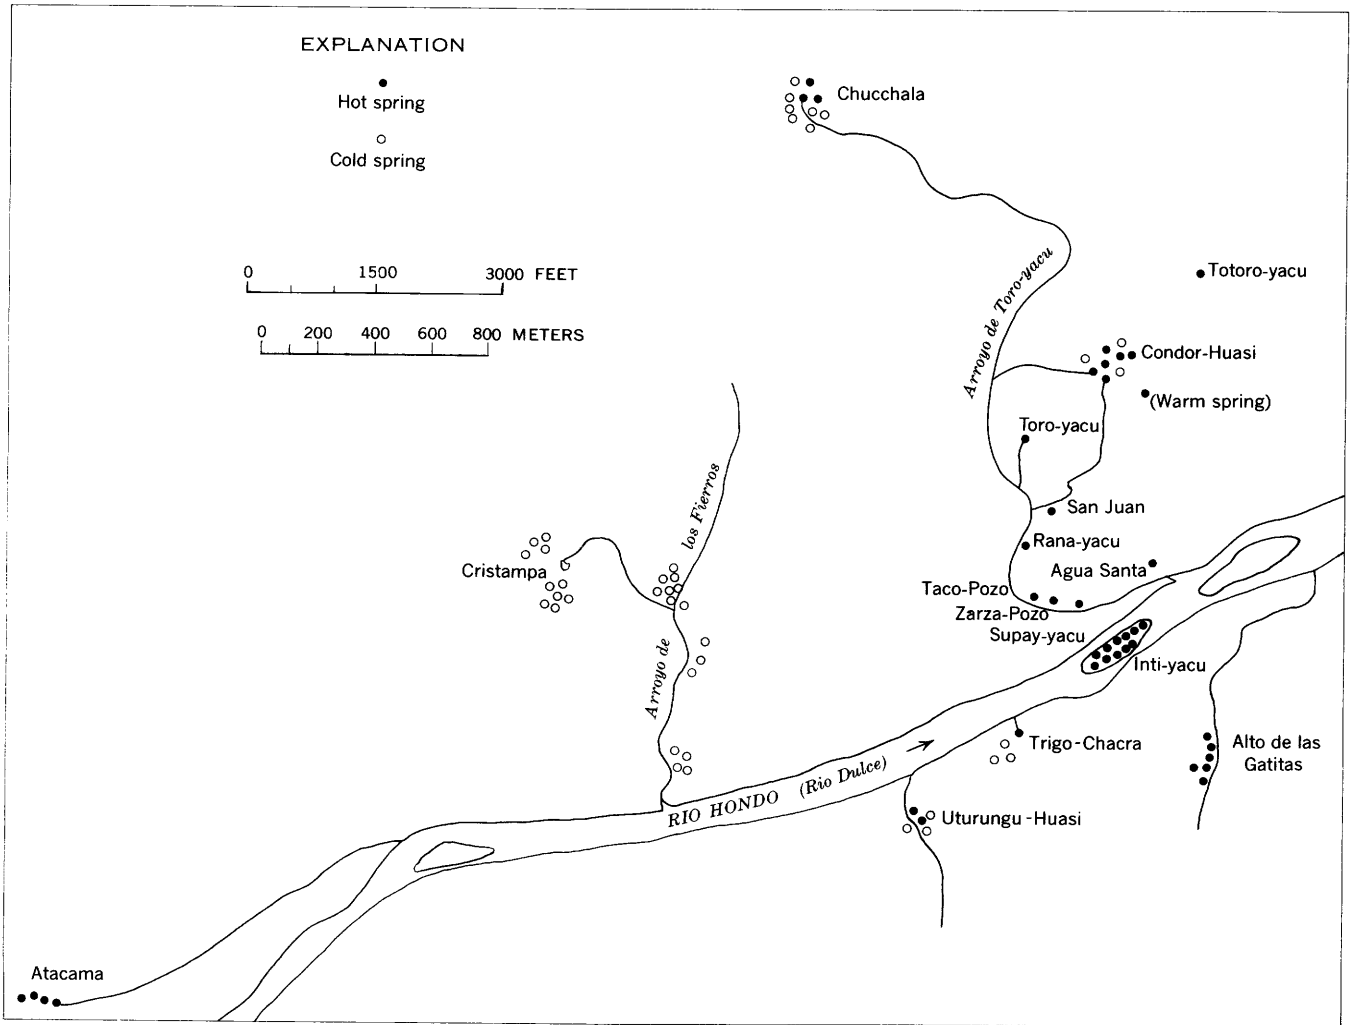 EXPLANATION
Hot spring
Cold spring
0 1500 3000 FEET
0 200 400 600 800 METERS
Chucchala
Arroyo de Toro-yacu
Totoro-yacu
Condor-Huasi
(Warm spring)
Toro-yacu
San Juan
Rana-yacu
Agua Santa
Taco-Pozo
Zarza-Pozo
Supay-yacu
Inti-yacu
Cristampa
Arroyo de los Fierros
RIO HONDO (Rio Dulce)
Trigo-Chacra
Alto de las
Gatitas
Uturungu-Huasi
Atacama